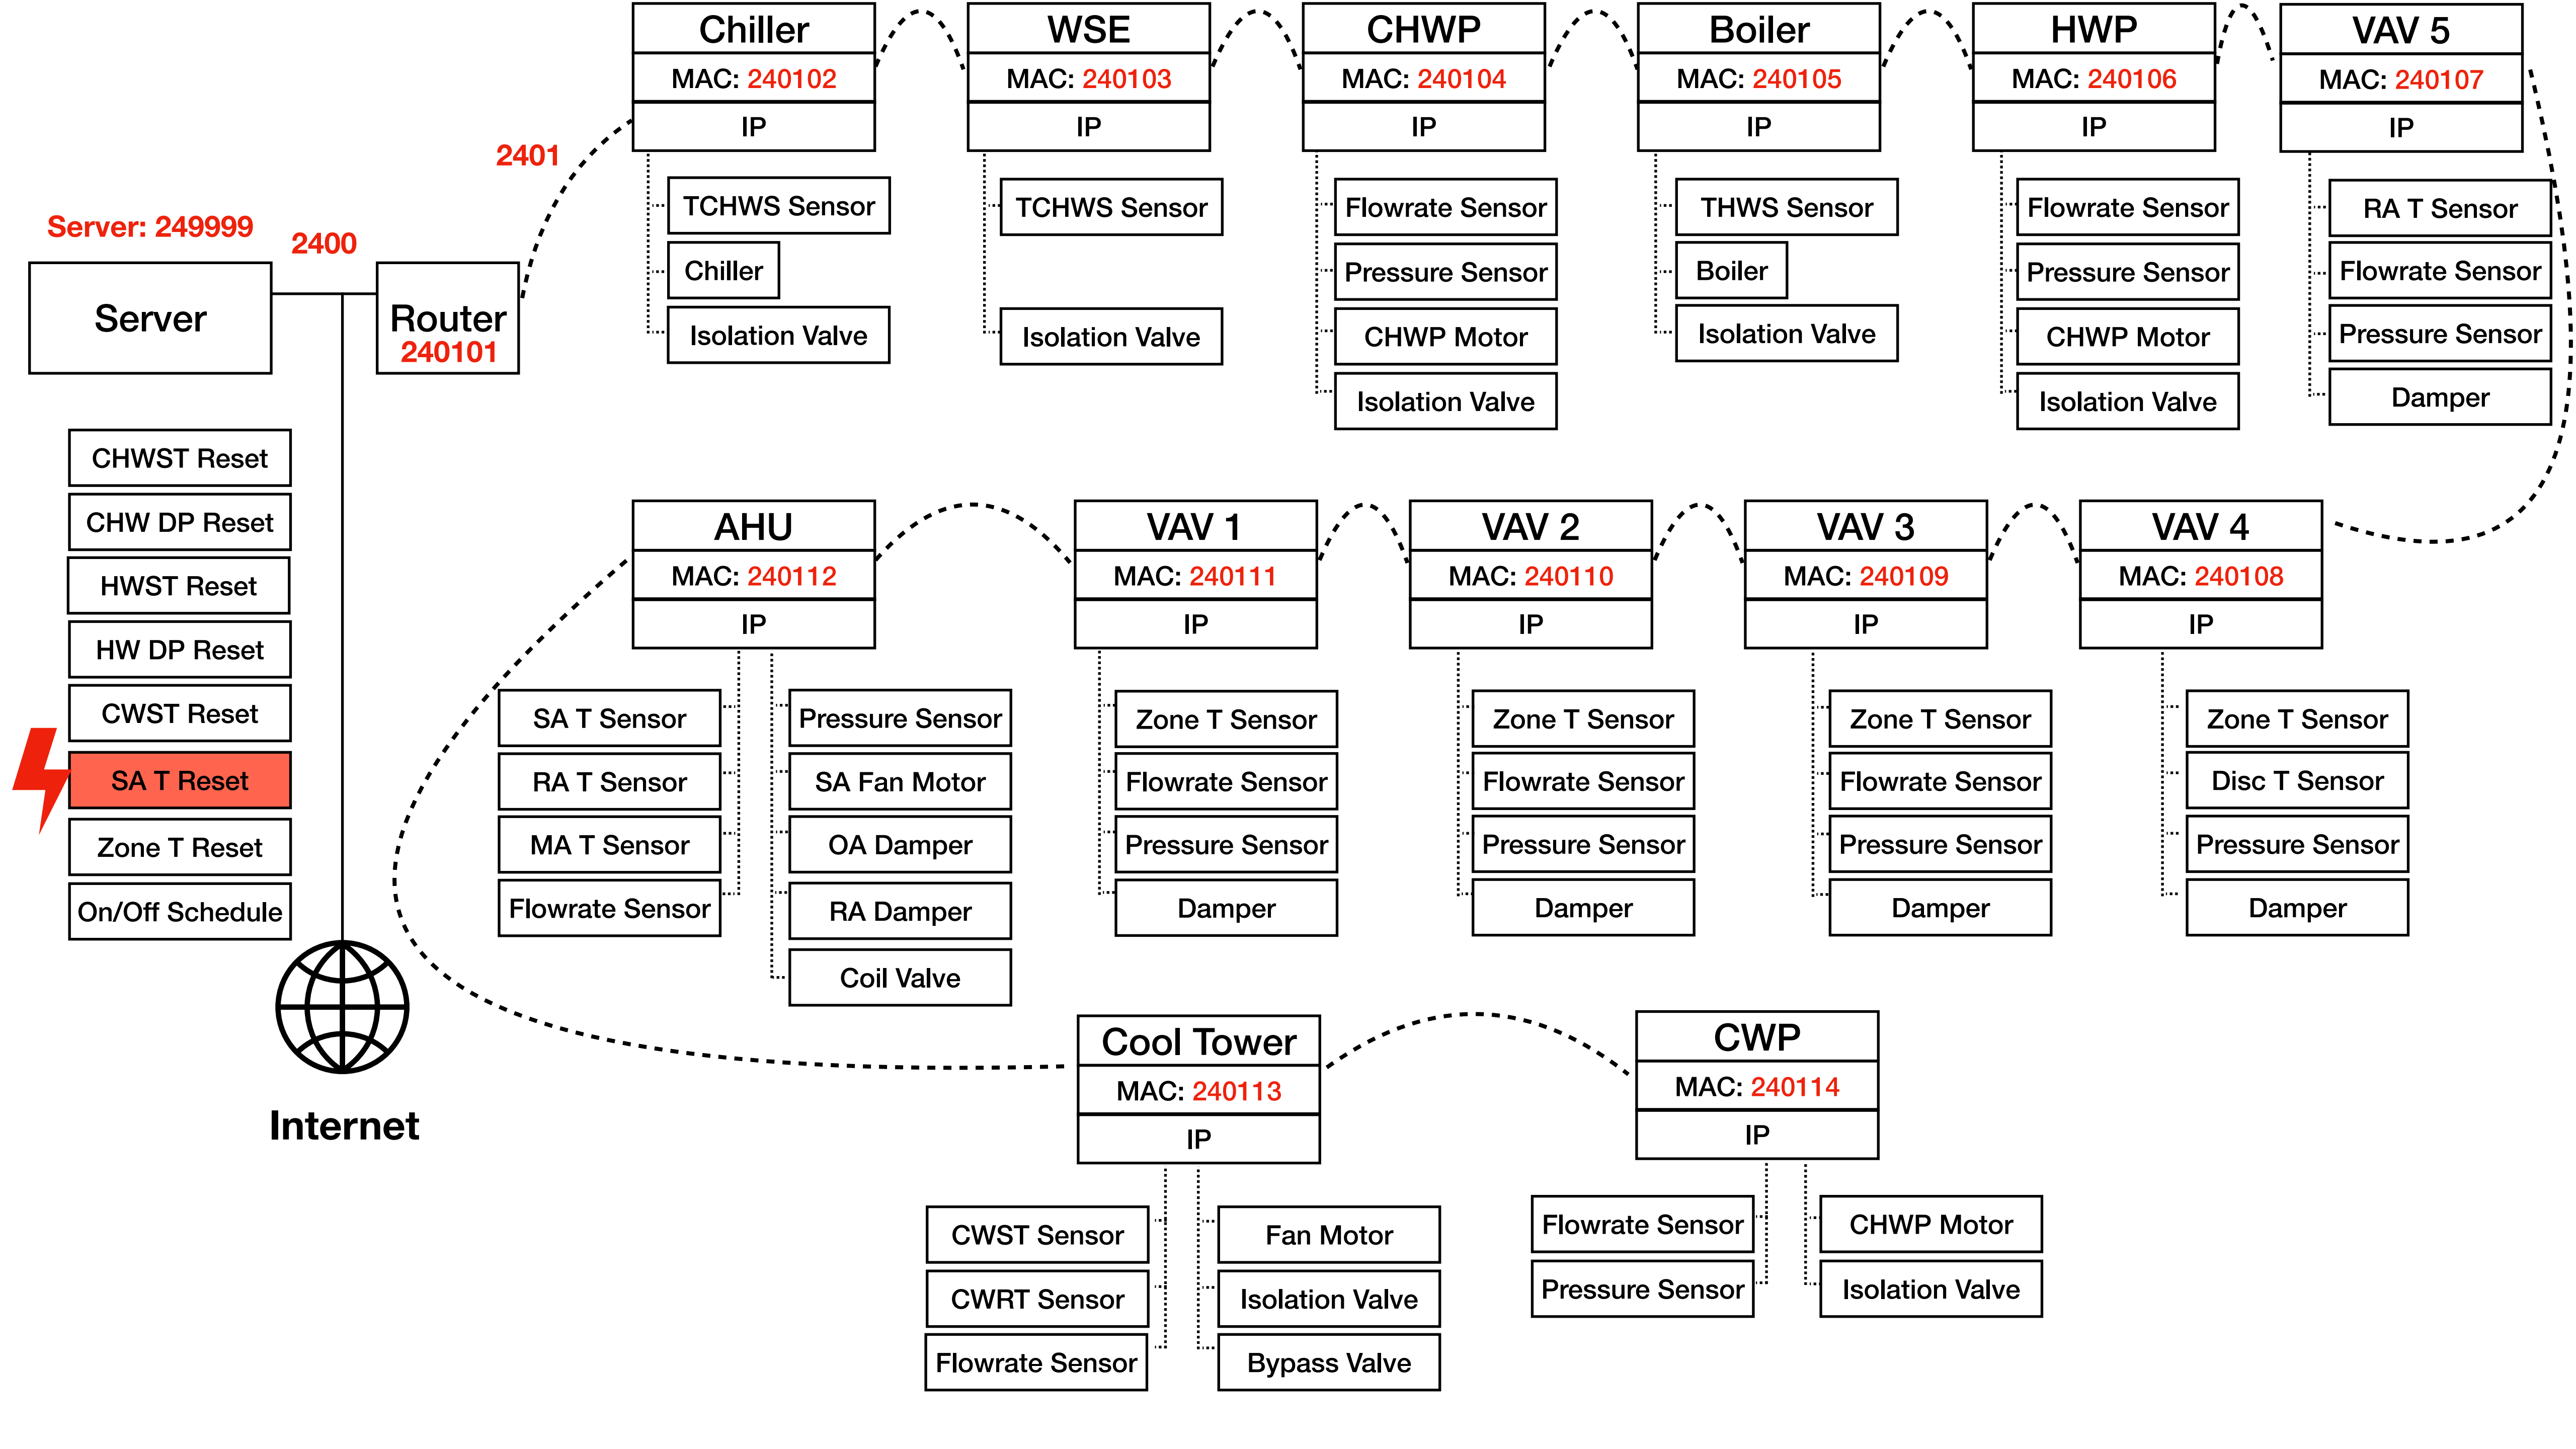 Chiller
MAC: 240102
IP
TCHWS Sensor
Chiller
Isolation Valve
WSE
MAC: 240103
IP
TCHWS Sensor
Isolation Valve
CHWP
MAC: 240104
IP
Flowrate Sensor
Pressure Sensor
CHWP Motor
Isolation Valve
Boiler
MAC: 240105
IP
THWS Sensor
Boiler
Isolation Valve
HWP
MAC: 240106
IP
Flowrate Sensor
Pressure Sensor
CHWP Motor
Isolation Valve
VAV 5
MAC: 240107
IP
RA T Sensor
Flowrate Sensor
Pressure Sensor
Damper
2401
Server: 249999
2400
Server
Router
240101
CHWST Reset
CHW DP Reset
HWST Reset
HW DP Reset
CWST Reset
SA T Reset
Zone T Reset
On/Off Schedule
Internet
AHU
MAC: 240112
IP
SA T Sensor
RA T Sensor
MA T Sensor
Flowrate Sensor
Pressure Sensor
SA Fan Motor
OA Damper
RA Damper
Coil Valve
VAV 1
MAC: 240111
IP
Zone T Sensor
Flowrate Sensor
Pressure Sensor
Damper
VAV 2
MAC: 240110
IP
Zone T Sensor
Flowrate Sensor
Pressure Sensor
Damper
VAV 3
MAC: 240109
IP
Zone T Sensor
Flowrate Sensor
Pressure Sensor
Damper
VAV 4
MAC: 240108
IP
Zone T Sensor
Disc T Sensor
Pressure Sensor
Damper
Cool Tower
MAC: 240113
IP
CWST Sensor
CWRT Sensor
Flowrate Sensor
Fan Motor
Isolation Valve
Bypass Valve
CWP
MAC: 240114
IP
Flowrate Sensor
Pressure Sensor
CHWP Motor
Isolation Valve